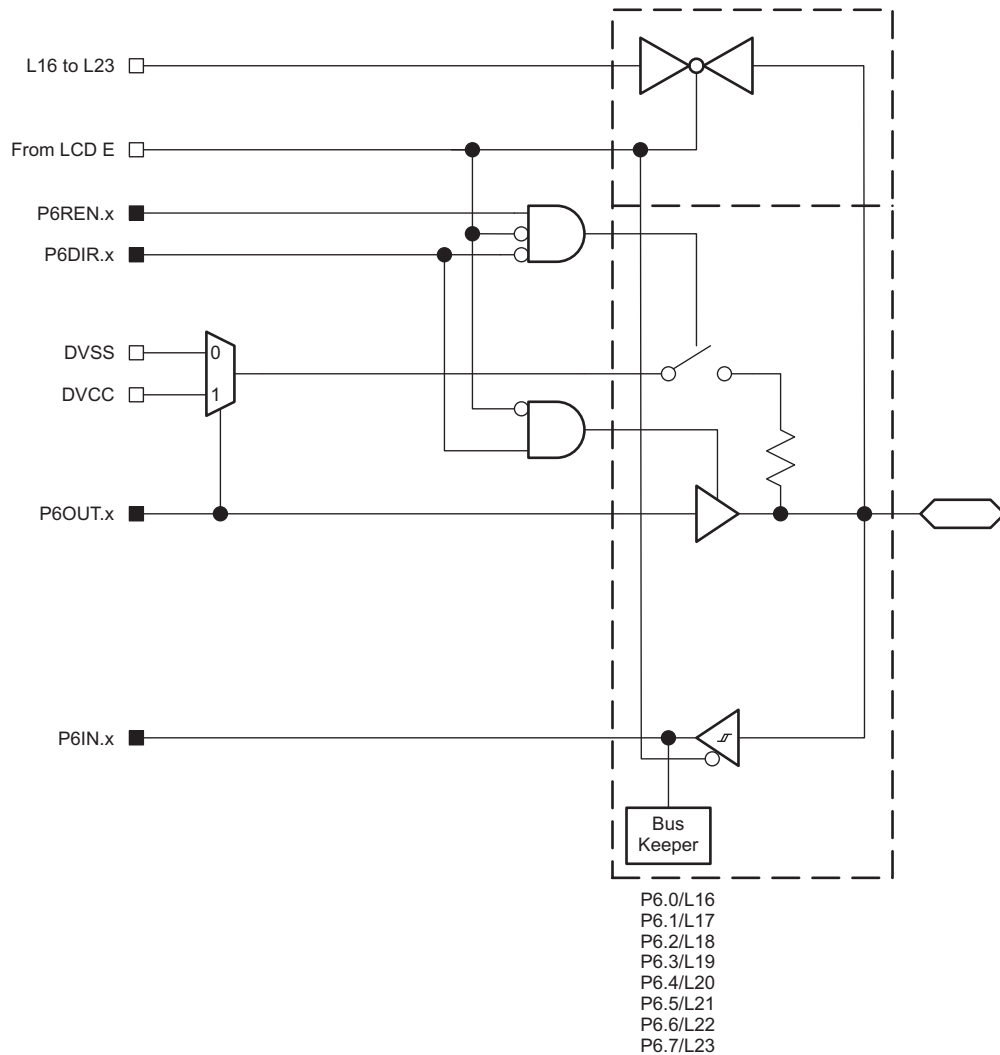 L16 to L23
From LCD E
P6REN.x
P6DIR.x
DVSS
0
DVCC
1
P6OUT.x
P6IN.x
Bus
Keeper
P6.0/L16
P6.1/L17
P6.2/L18
P6.3/L19
P6.4/L20
P6.5/L21
P6.6/L22
P6.7/L23